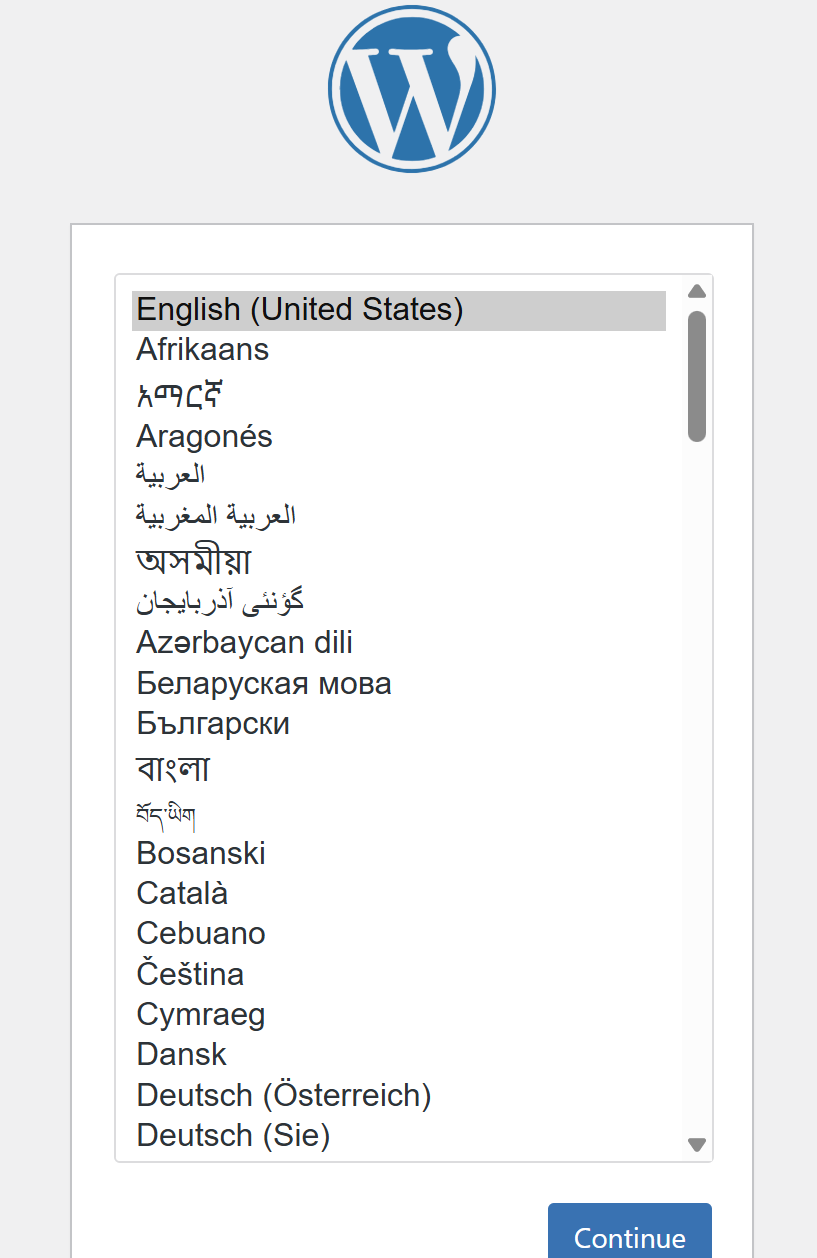 English (United States)
Afrikaans
አማርኛ
Aragonés
العربية
العربية المغربية
অসমীয়া
گؤنئی آذربایجان
Azərbaycan dili
Беларуская мова
Български
বাংলা
བོད་ཡིག
Bosanski
Català
Cebuano
Čeština
Cymraeg
Dansk
Deutsch (Österreich)
Deutsch (Sie)
Continue